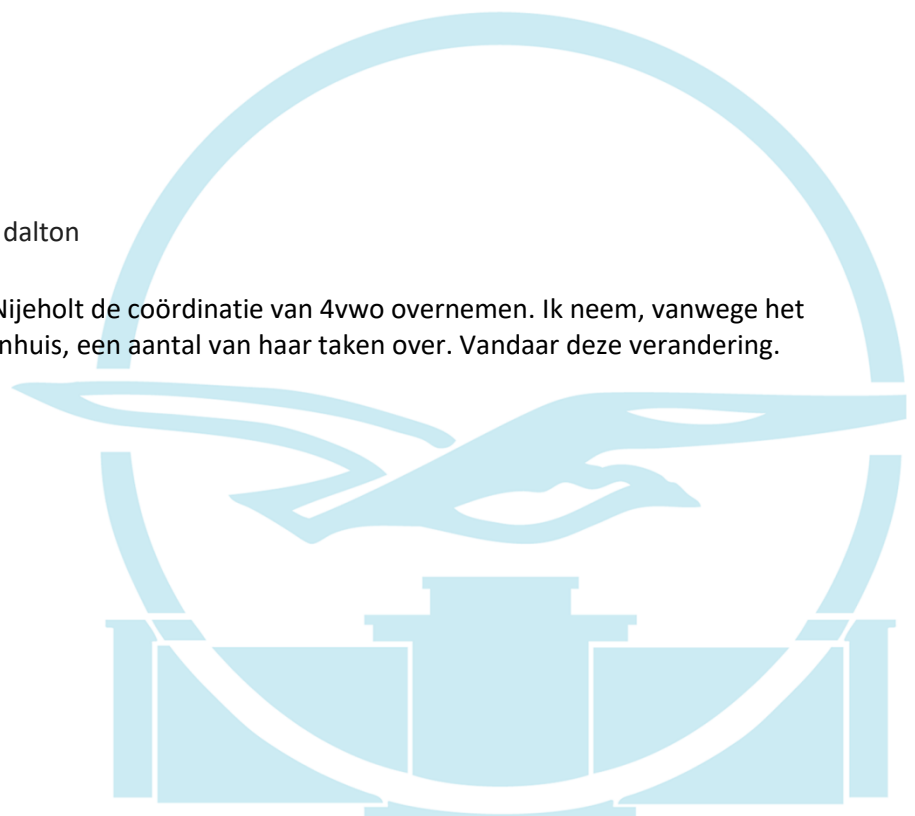 dalton
Nijeholt de coördinatie van 4vwo overnemen. Ik neem, vanwege het
nhuis, een aantal van haar taken over. Vandaar deze verandering.